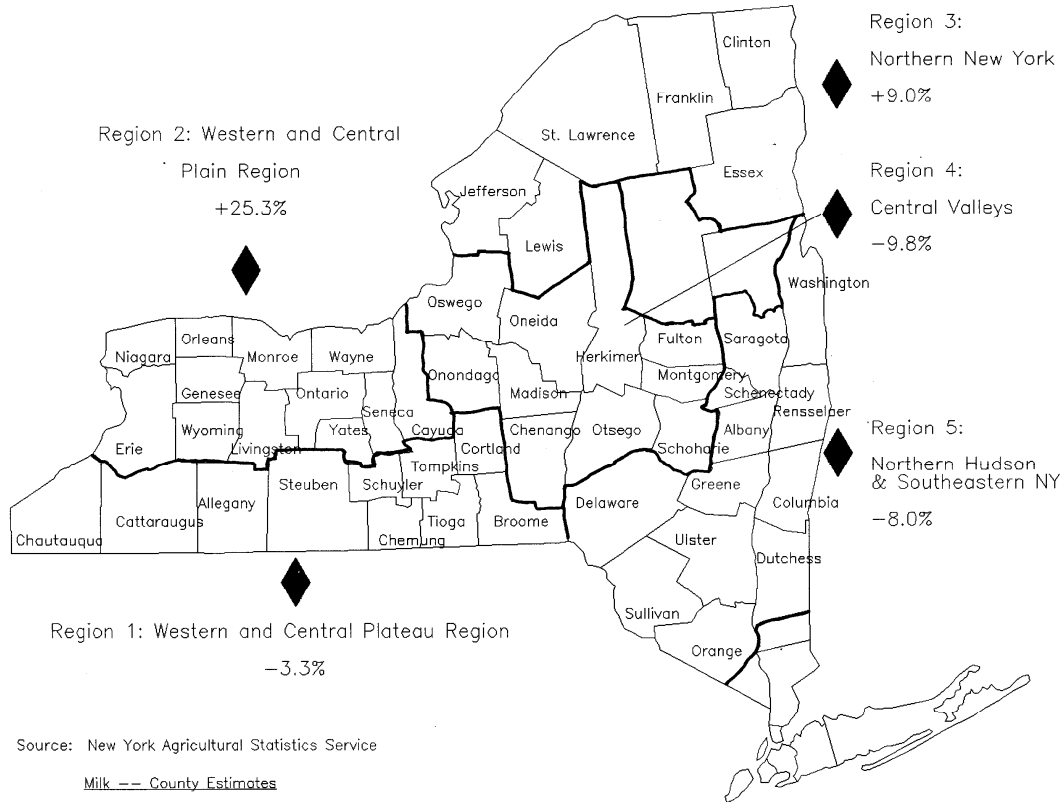 Region 3:
Northern New York
+9.0%
Region 2: Western and Central
Plain Region
+25.3%
Region 4:
Central Valleys
−9.8%
Clinton
Franklin
St. Lawrence
Essex
Jefferson
Lewis
Washington
Oswego
Oneida
Orleans
Niagara
Monroe
Wayne
Fulton
Saragota
Herkimer
Onondaga
Montgomery
Genesee
Ontario
Madison
Schenectady
Seneca
Rensselaer
Wyoming
Yates
Cayuga
Chenango
Otsego
Albany
Erie
Livingston
Cortland
Schoharie
Tompkins
Region 5:
Northern Hudson
& Southeastern NY
−8.0%
Steuben
Schuyler
Greene
Allegany
Delaware
Columbia
Cattaraugus
Tioga
Broome
Chautauqua
Chemung
Ulster
Dutchess
Sullivan
Orange
Region 1: Western and Central Plateau Region
−3.3%
Source: New York Agricultural Statistics Service
Milk −− County Estimates